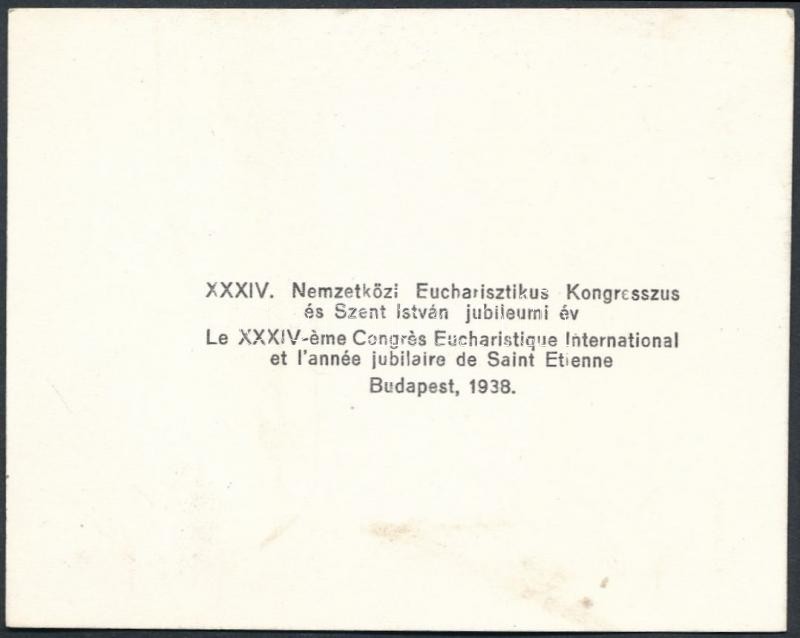 XXXIV. Nemzetközi Eucharisztikus Kongresszus
és Szent István jubileumi év
Le XXXIV-ème Congrès Eucharistique International
et l'année jubilaire de Saint Etienne
Budapest, 1938.